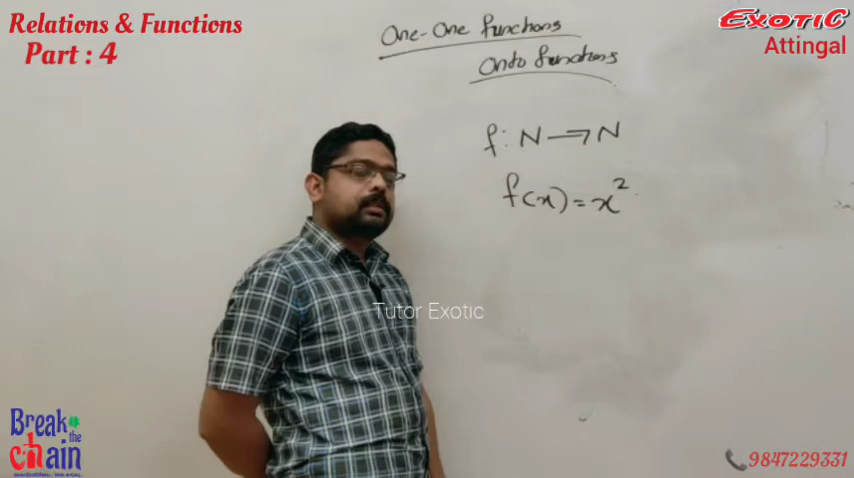 Relations & Functions
Part : 4
One-One functions
Onto functions
EXOTIC
Attingal
f: N → N
f(x) = x²
Tutor Exotic
Break
the
chain
9847229331